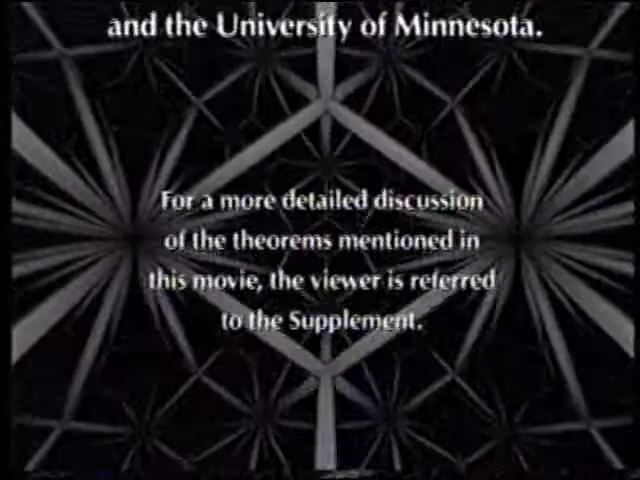 and the University of Minnesota.
For a more detailed discussion
of the theorems mentioned in
this movie, the viewer is referred
to the Supplement.